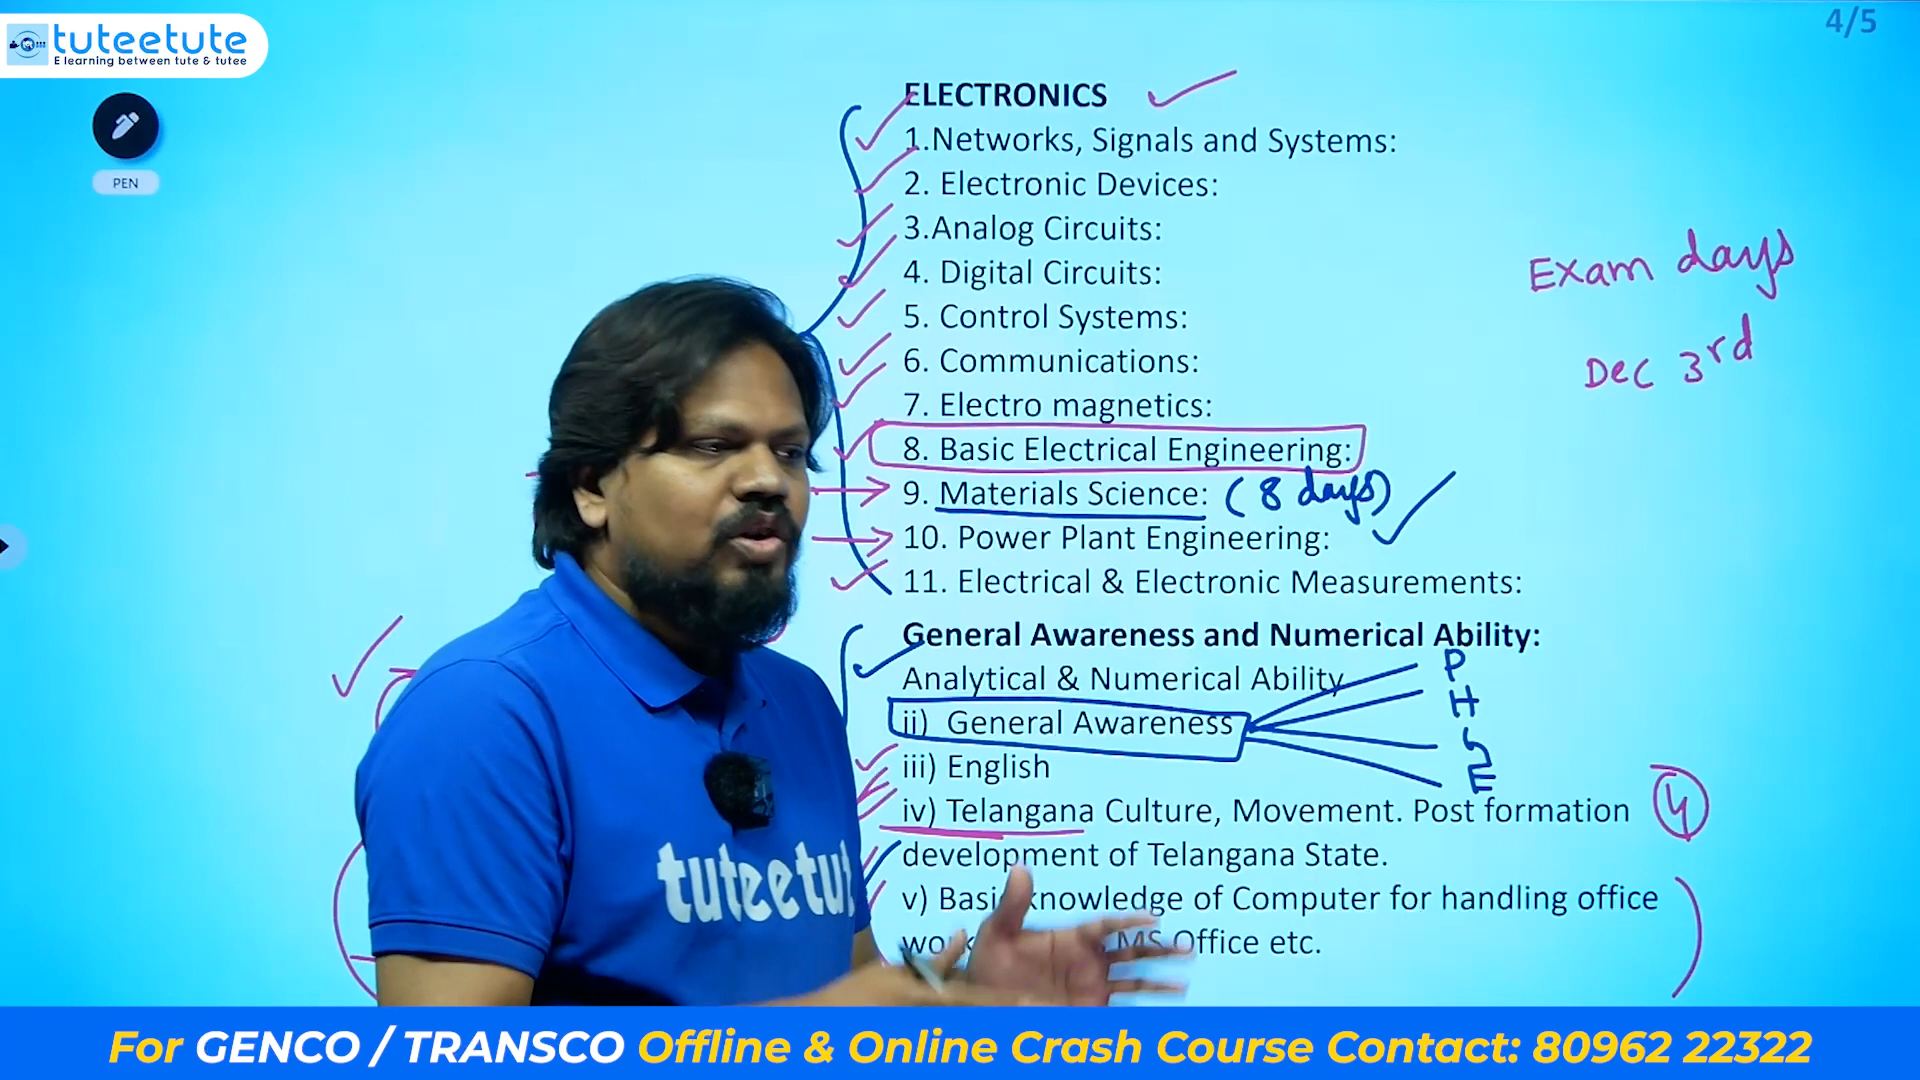 tuteetute
E learning between tute & tutee
4/5
PEN
ELECTRONICS
1.Networks, Signals and Systems:
2. Electronic Devices:
3.Analog Circuits:
4. Digital Circuits:
5. Control Systems:
6. Communications:
7. Electro magnetics:
8. Basic Electrical Engineering:
9. Materials Science: (8 days)
10. Power Plant Engineering:
11. Electrical & Electronic Measurements:
Exam days
Dec 3rd
General Awareness and Numerical Ability:
Analytical & Numerical Ability
P
ii) General Awareness
H
iii) English
E
iv) Telangana Culture, Movement. Post formation
4
development of Telangana State.
v) Basic knowledge of Computer for handling office
MS Office etc.
tuteetut
For GENCO / TRANSCO Offline & Online Crash Course Contact: 80962 22322